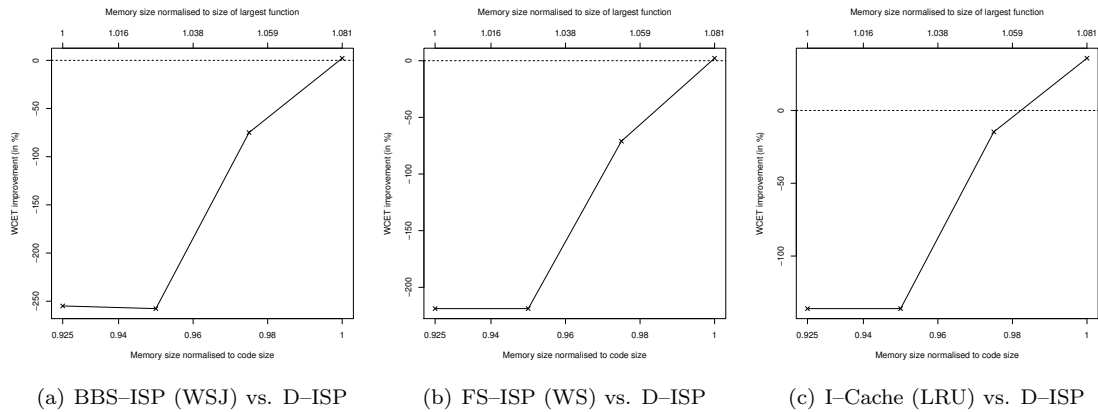 Memory size normalised to size of largest function
1 1.016 1.038 1.059 1.081
WCET improvement (in %)
0
−50
−100
−150
−200
−250
0.925 0.94 0.96 0.98 1
Memory size normalised to code size
(a) BBS–ISP (WSJ) vs. D–ISP
Memory size normalised to size of largest function
1 1.016 1.038 1.059 1.081
WCET improvement (in %)
0
−50
−100
−150
−200
0.925 0.94 0.96 0.98 1
Memory size normalised to code size
(b) FS–ISP (WS) vs. D–ISP
Memory size normalised to size of largest function
1 1.016 1.038 1.059 1.081
WCET improvement (in %)
0
−50
−100
0.925 0.94 0.96 0.98 1
Memory size normalised to code size
(c) I–Cache (LRU) vs. D–ISP